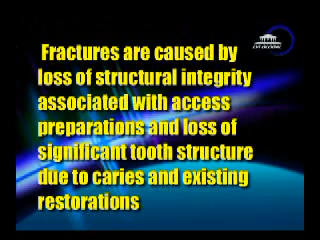 Fractures are caused by
loss of structural integrity
associated with access
preparations and loss of
significant tooth structure
due to caries and existing
restorations